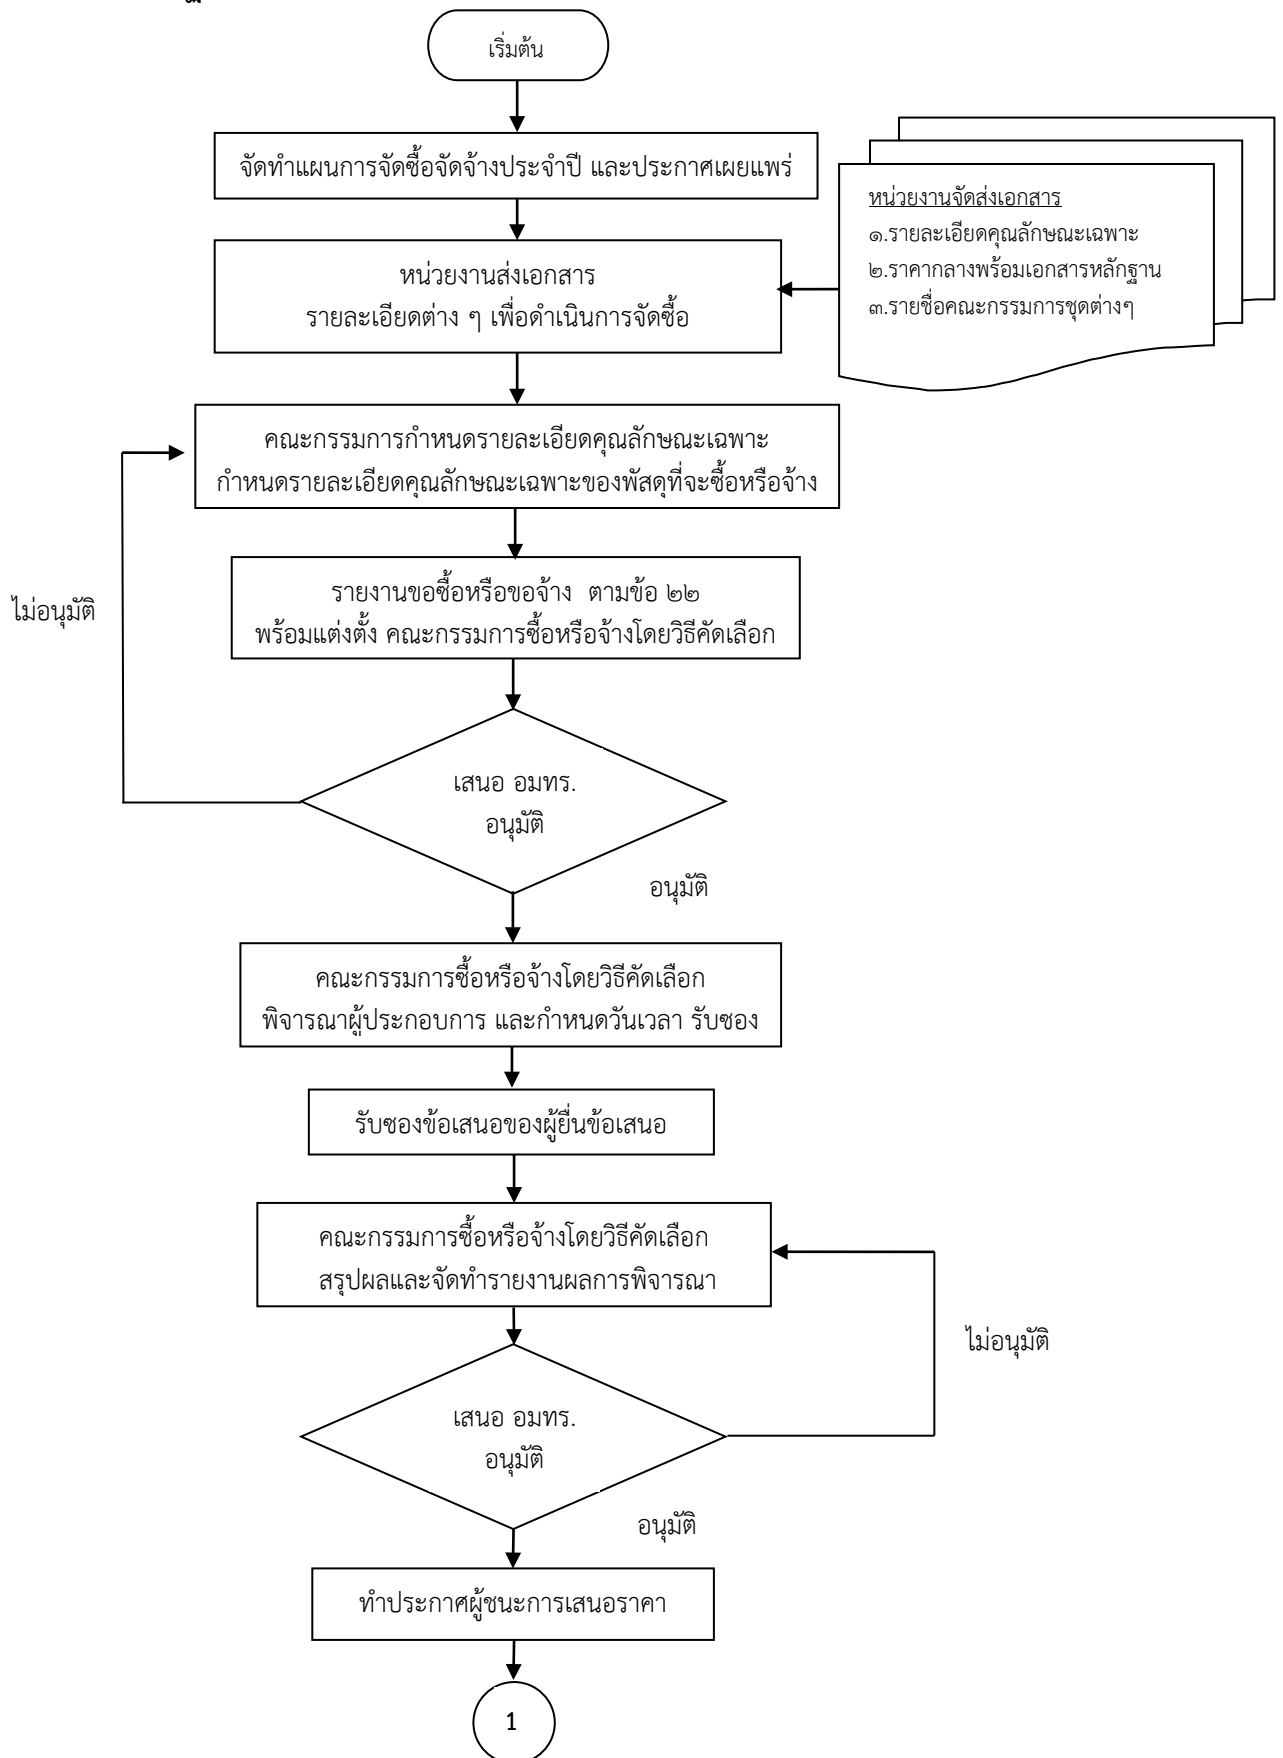 เริ่มต้น
จัดทำแผนการจัดซื้อจัดจ้างประจำปี และประกาศเผยแพร่
หน่วยงานจัดส่งเอกสาร
๑.รายละเอียดคุณลักษณะเฉพาะ
๒.ราคากลางพร้อมเอกสารหลักฐาน
๓.รายชื่อคณะกรรมการชุดต่างๆ
หน่วยงานส่งเอกสาร
รายละเอียดต่าง ๆ เพื่อดำเนินการจัดซื้อ
คณะกรรมการกำหนดรายละเอียดคุณลักษณะเฉพาะ
กำหนดรายละเอียดคุณลักษณะเฉพาะของพัสดุที่จะซื้อหรือจ้าง
รายงานขอซื้อหรือขอจ้าง ตามข้อ ๒๒
พร้อมแต่งตั้ง คณะกรรมการซื้อหรือจ้างโดยวิธีคัดเลือก
ไม่อนุมัติ
เสนอ อมทร.
อนุมัติ
อนุมัติ
คณะกรรมการซื้อหรือจ้างโดยวิธีคัดเลือก
พิจารณาผู้ประกอบการ และกำหนดวันเวลา รับซอง
รับซองข้อเสนอของผู้ยื่นข้อเสนอ
คณะกรรมการซื้อหรือจ้างโดยวิธีคัดเลือก
สรุปผลและจัดทำรายงานผลการพิจารณา
ไม่อนุมัติ
เสนอ อมทร.
อนุมัติ
อนุมัติ
ทำประกาศผู้ชนะการเสนอราคา
1